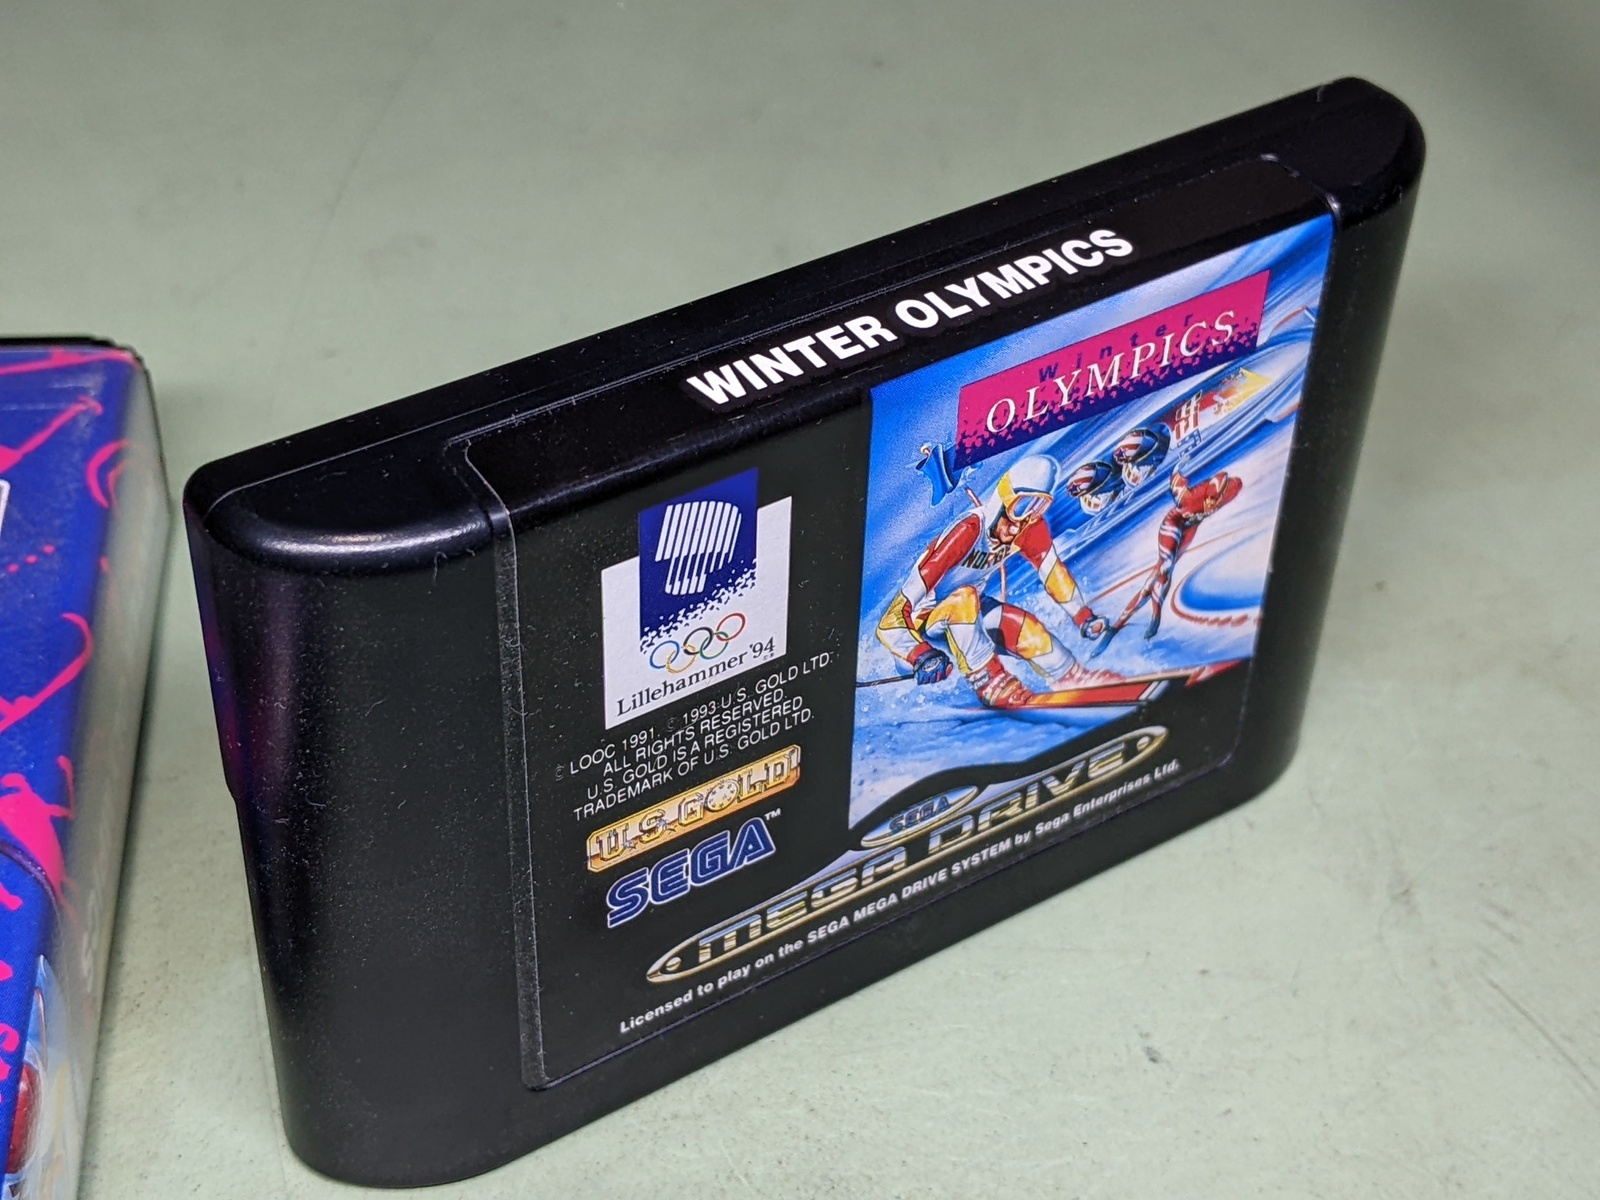 WINTER OLYMPICS
Winter
OLYMPICS
NORGE
Lillehammer '94
© LOOC 1991. © 1993 U.S. GOLD LTD.
ALL RIGHTS RESERVED.
U.S. GOLD IS A REGISTERED
TRADEMARK OF U.S. GOLD LTD.
U.S. GOLD!
SEGA™
SEGA
MEGA DRIVE
Licensed to play on the SEGA MEGA DRIVE SYSTEM by Sega Enterprises Ltd.